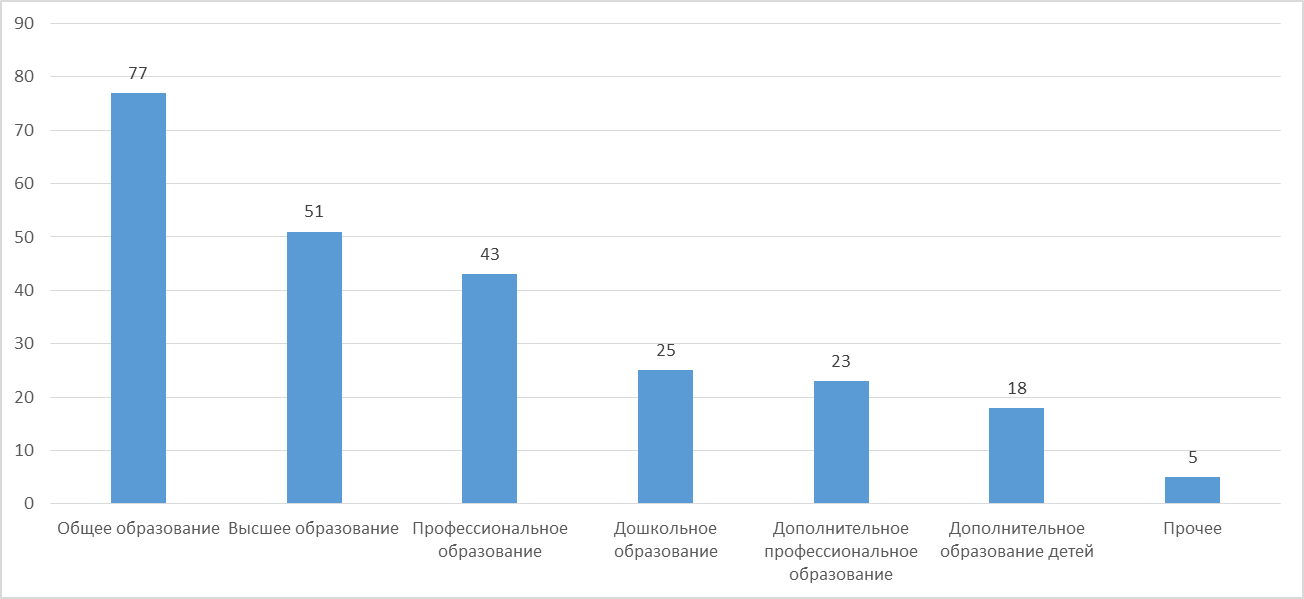 90
80
70
60
50
40
30
20
10
0
77
51
43
25
23
18
5
Общее образование
Высшее образование
Профессиональное
образование
Дошкольное
образование
Дополнительное
профессиональное
образование
Дополнительное
образование детей
Прочее